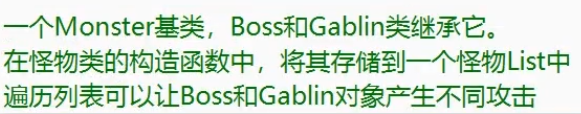 一个Monster基类，Boss和Gablin类继承它。
在怪物类的构造函数中，将其存储到一个怪物List中
遍历列表可以让Boss和Gablin对象产生不同攻击